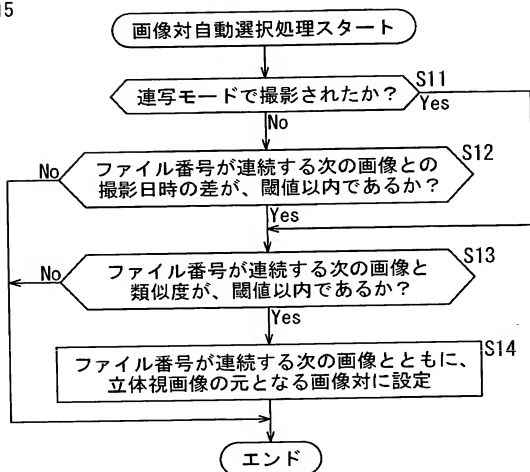 画像対自動選択処理スタート
S11
連写モードで撮影されたか？
Yes
No
S12
No
ファイル番号が連続する次の画像との
撮影日時の差が、閾値以内であるか？
Yes
S13
No
ファイル番号が連続する次の画像と
類似度が、閾値以内であるか？
Yes
S14
ファイル番号が連続する次の画像とともに、
立体視画像の元となる画像対に設定
エンド